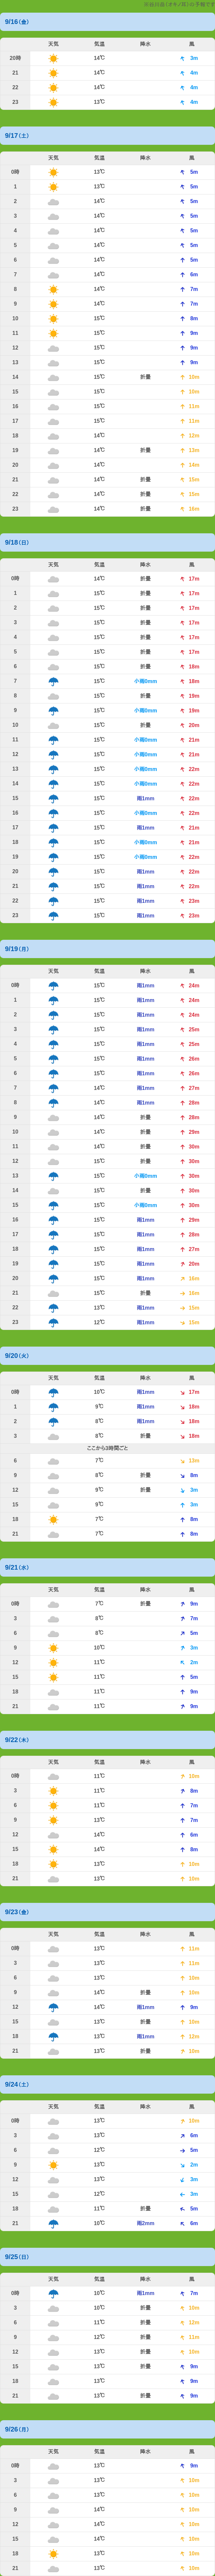 9/16(金)
天気 気温 降水 風
20時 14℃ 3m
21 14℃ 4m
22 14℃ 4m
23 13℃ 4m
9/17(土)
天気 気温 降水 風
0時 13℃ 5m
1 13℃ 5m
2 14℃ 5m
3 14℃ 5m
4 14℃ 5m
5 14℃ 5m
6 14℃ 5m
7 14℃ 6m
8 14℃ 7m
9 14℃ 7m
10 15℃ 8m
11 15℃ 9m
12 15℃ 9m
13 15℃ 9m
14 15℃ 折畳 10m
15 15℃ 10m
16 15℃ 11m
17 15℃ 11m
18 14℃ 12m
19 14℃ 折畳 13m
20 14℃ 14m
21 14℃ 折畳 15m
22 14℃ 折畳 15m
23 14℃ 折畳 16m
9/18(日)
天気 気温 降水 風
0時 14℃ 折畳 17m
1 15℃ 折畳 17m
2 15℃ 折畳 17m
3 15℃ 折畳 17m
4 15℃ 折畳 17m
5 15℃ 折畳 17m
6 15℃ 折畳 18m
7 15℃ 小雨0mm 18m
8 15℃ 折畳 19m
9 15℃ 小雨0mm 19m
10 15℃ 折畳 20m
11 15℃ 小雨0mm 21m
12 15℃ 小雨0mm 21m
13 15℃ 小雨0mm 22m
14 15℃ 小雨0mm 22m
15 15℃ 雨1mm 22m
16 15℃ 小雨0mm 22m
17 15℃ 雨1mm 21m
18 15℃ 小雨0mm 21m
19 15℃ 小雨0mm 22m
20 15℃ 雨1mm 22m
21 15℃ 雨1mm 22m
22 15℃ 雨1mm 23m
23 15℃ 雨1mm 23m
9/19(月)
天気 気温 降水 風
0時 15℃ 雨1mm 24m
1 15℃ 雨1mm 24m
2 15℃ 雨1mm 24m
3 15℃ 雨1mm 25m
4 15℃ 雨1mm 25m
5 15℃ 雨1mm 26m
6 15℃ 雨1mm 26m
7 14℃ 雨1mm 27m
8 14℃ 雨1mm 28m
9 14℃ 折畳 28m
10 14℃ 折畳 29m
11 14℃ 折畳 30m
12 15℃ 折畳 30m
13 15℃ 小雨0mm 30m
14 15℃ 折畳 30m
15 15℃ 小雨0mm 30m
16 15℃ 雨1mm 29m
17 15℃ 雨1mm 28m
18 15℃ 雨1mm 27m
19 15℃ 雨1mm 20m
20 15℃ 雨1mm 16m
21 15℃ 折畳 16m
22 13℃ 雨1mm 15m
23 12℃ 雨1mm 15m
9/20(火)
天気 気温 降水 風
0時 10℃ 雨1mm 17m
1 9℃ 雨1mm 18m
2 8℃ 雨1mm 18m
3 8℃ 折畳 19m
ここから3時間ごと
6 7℃ 13m
9 8℃ 折畳 8m
12 9℃ 折畳 3m
15 9℃ 3m
18 7℃ 8m
21 7℃ 8m
9/21(水)
天気 気温 降水 風
0時 7℃ 折畳 9m
3 8℃ 7m
6 8℃ 5m
9 10℃ 3m
12 11℃ 2m
15 11℃ 5m
18 11℃ 9m
21 11℃ 9m
9/22(木)
天気 気温 降水 風
0時 11℃ 10m
3 11℃ 8m
6 11℃ 7m
9 13℃ 7m
12 14℃ 6m
15 14℃ 8m
18 13℃ 10m
21 13℃ 10m
9/23(金)
天気 気温 降水 風
0時 13℃ 11m
3 13℃ 11m
6 13℃ 10m
9 14℃ 折畳 10m
12 14℃ 雨1mm 9m
15 13℃ 折畳 10m
18 13℃ 雨1mm 12m
21 13℃ 折畳 10m
9/24(土)
天気 気温 降水 風
0時 13℃ 10m
3 13℃ 6m
6 12℃ 5m
9 13℃ 2m
12 13℃ 3m
15 12℃ 3m
18 11℃ 折畳 5m
21 10℃ 雨2mm 6m
9/25(日)
天気 気温 降水 風
0時 10℃ 雨1mm 7m
3 10℃ 折畳 10m
6 11℃ 折畳 12m
9 12℃ 折畳 11m
12 13℃ 折畳 10m
15 13℃ 折畳 9m
18 13℃ 9m
21 13℃ 折畳 9m
9/26(月)
天気 気温 降水 風
0時 13℃ 9m
3 13℃ 10m
6 13℃ 10m
9 14℃ 10m
12 14℃ 10m
15 14℃ 10m
18 13℃ 10m
21 13℃ 10m